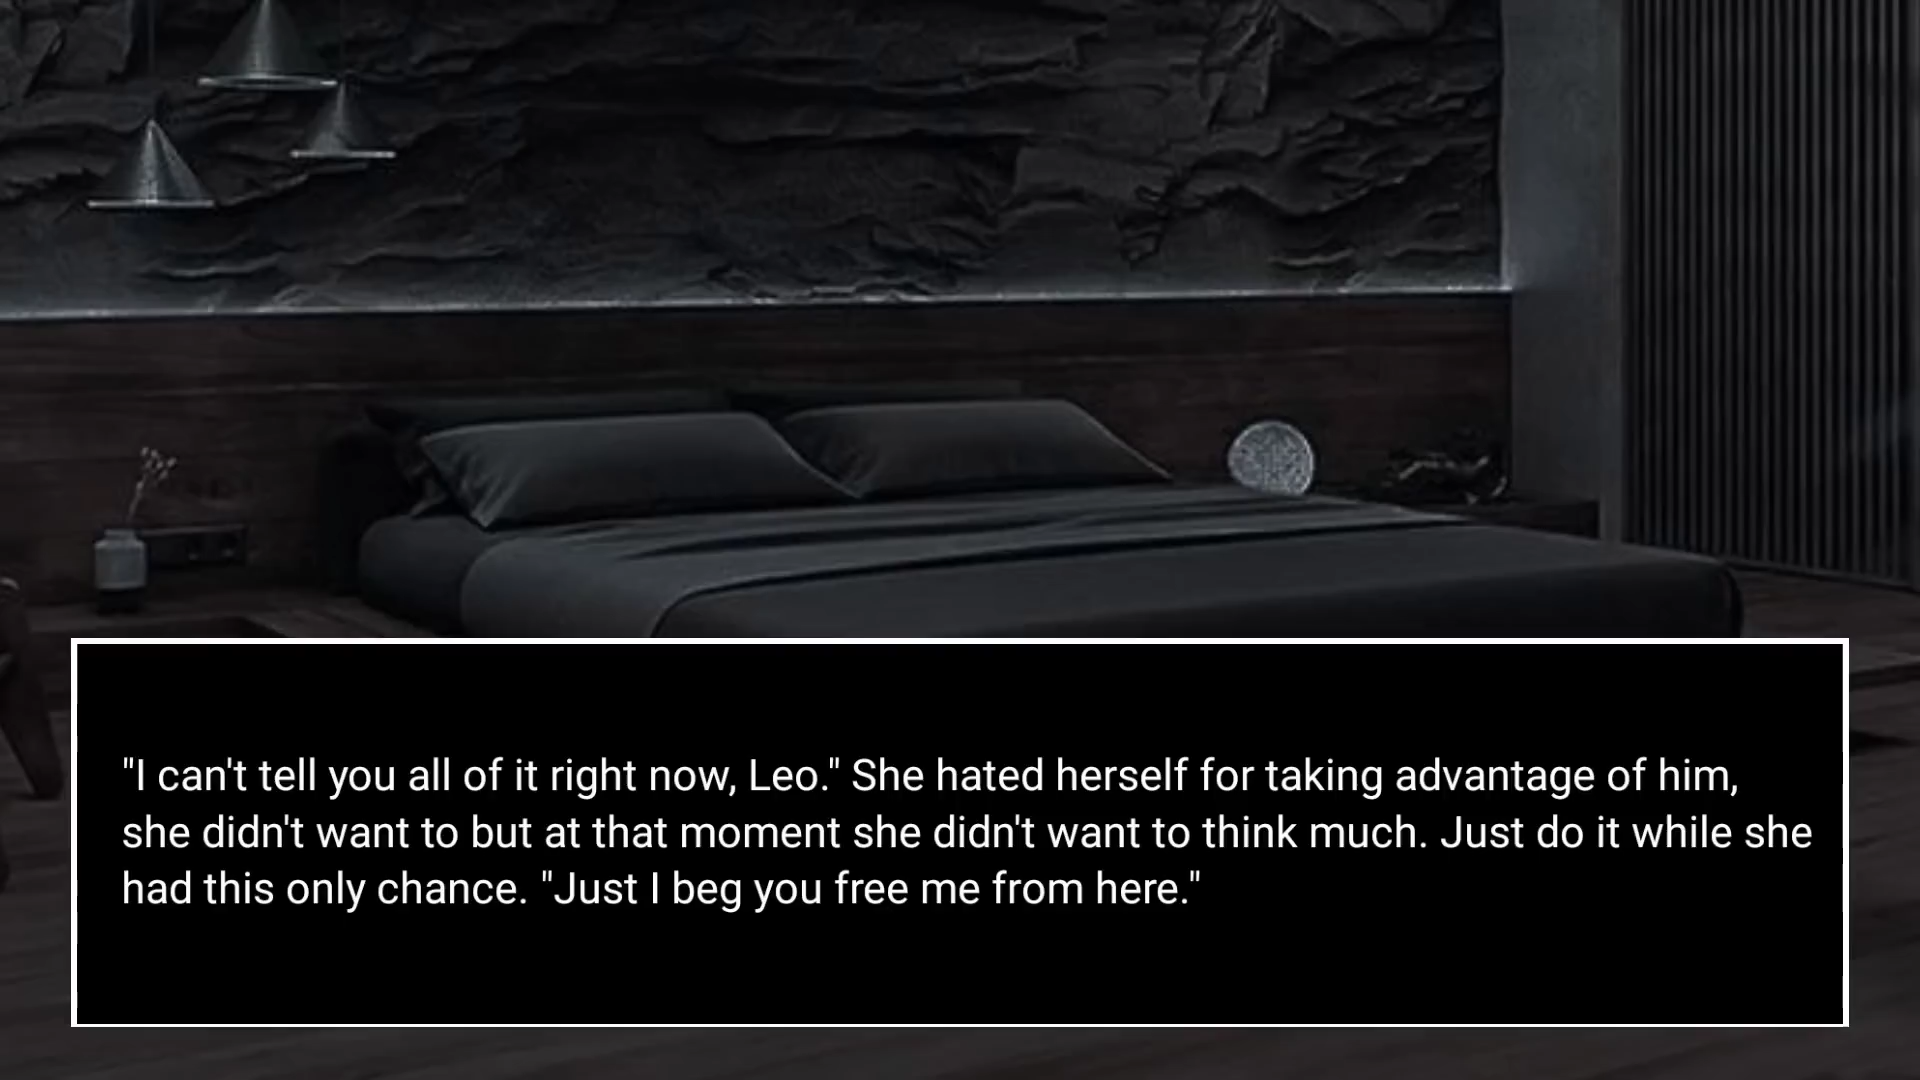 "I can't tell you all of it right now, Leo." She hated herself for taking advantage of him,
she didn't want to but at that moment she didn't want to think much. Just do it while she
had this only chance. "Just I beg you free me from here."